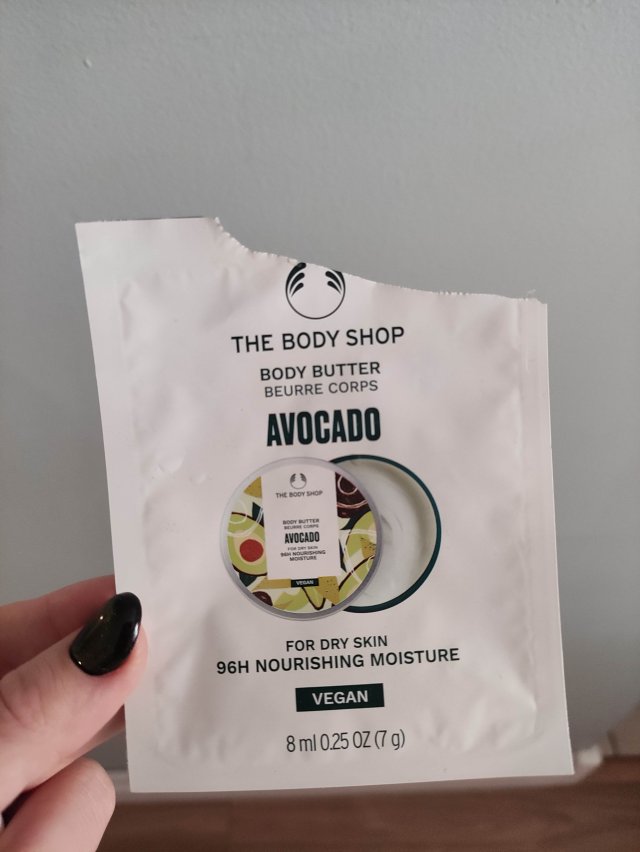 THE BODY SHOP
BODY BUTTER
BEURRE CORPS
AVOCADO
THE BODY SHOP
BODY BUTTER
BEURRE CORPS
AVOCADO
FOR DRY SKIN
96H NOURISHING
MOISTURE
VEGAN
FOR DRY SKIN
96H NOURISHING MOISTURE
VEGAN
8 ml 0.25 OZ (7 g)